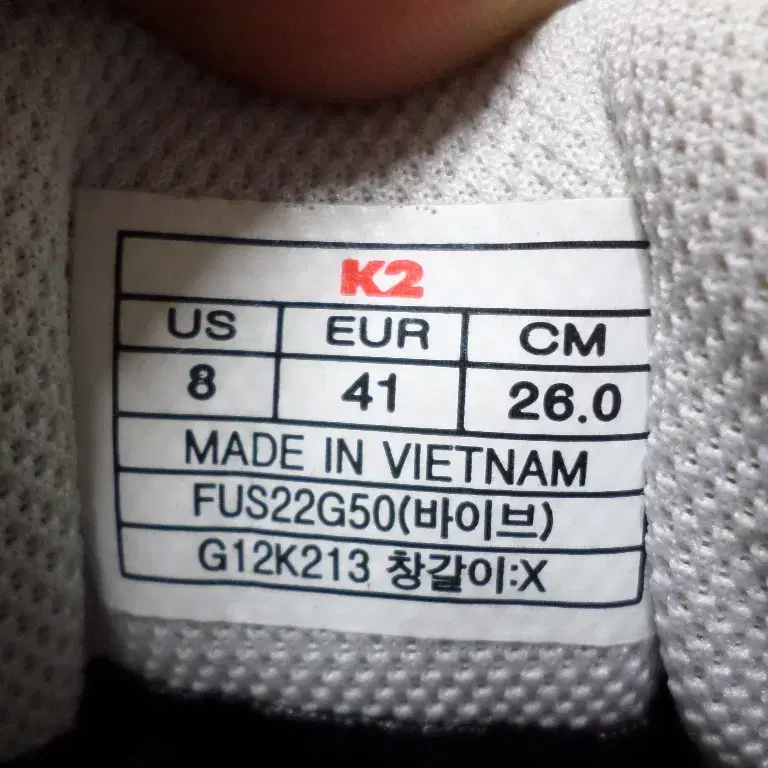 K2
US EUR CM
8 41 26.0
MADE IN VIETNAM
FUS22G50(바이브)
G12K213 창갈이:X